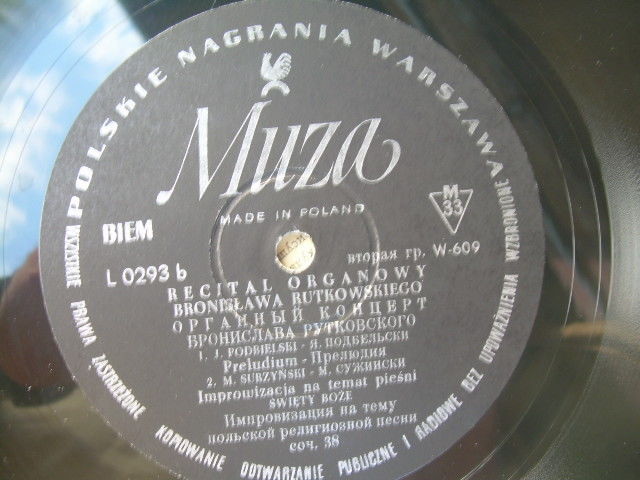 POLSKIE NAGRANIA WARSZAWA
Muza
MADE IN POLAND
BIEM
M
33
L 0293 b
вторая гр. W-609
RECITAL ORGANOWY
BRONISŁAWA RUTKOWSKIEGO
ОРГАННЫЙ КОНЦЕРТ
БРОНИСЛАВА РУТКОВСКОГО
1. J. PODBIELSKI - Я. ПОДБЕЛЬСКИ
Preludium - Прелюдия
2. M. SURZYŃSKI - М. СУЖИНСКИ
Improwizacja na temat pieśni
ŚWIĘTY BOŻE
Импровизация на тему
польской религиозной песни
соч. 38
WSZELKIE PRAWA ZASTRZEŻONE KOPIOWANIE ODTWARZANIE PUBLICZNE I RADIOWE BEZ UPOWAŻNIENIA WZBRONIONE